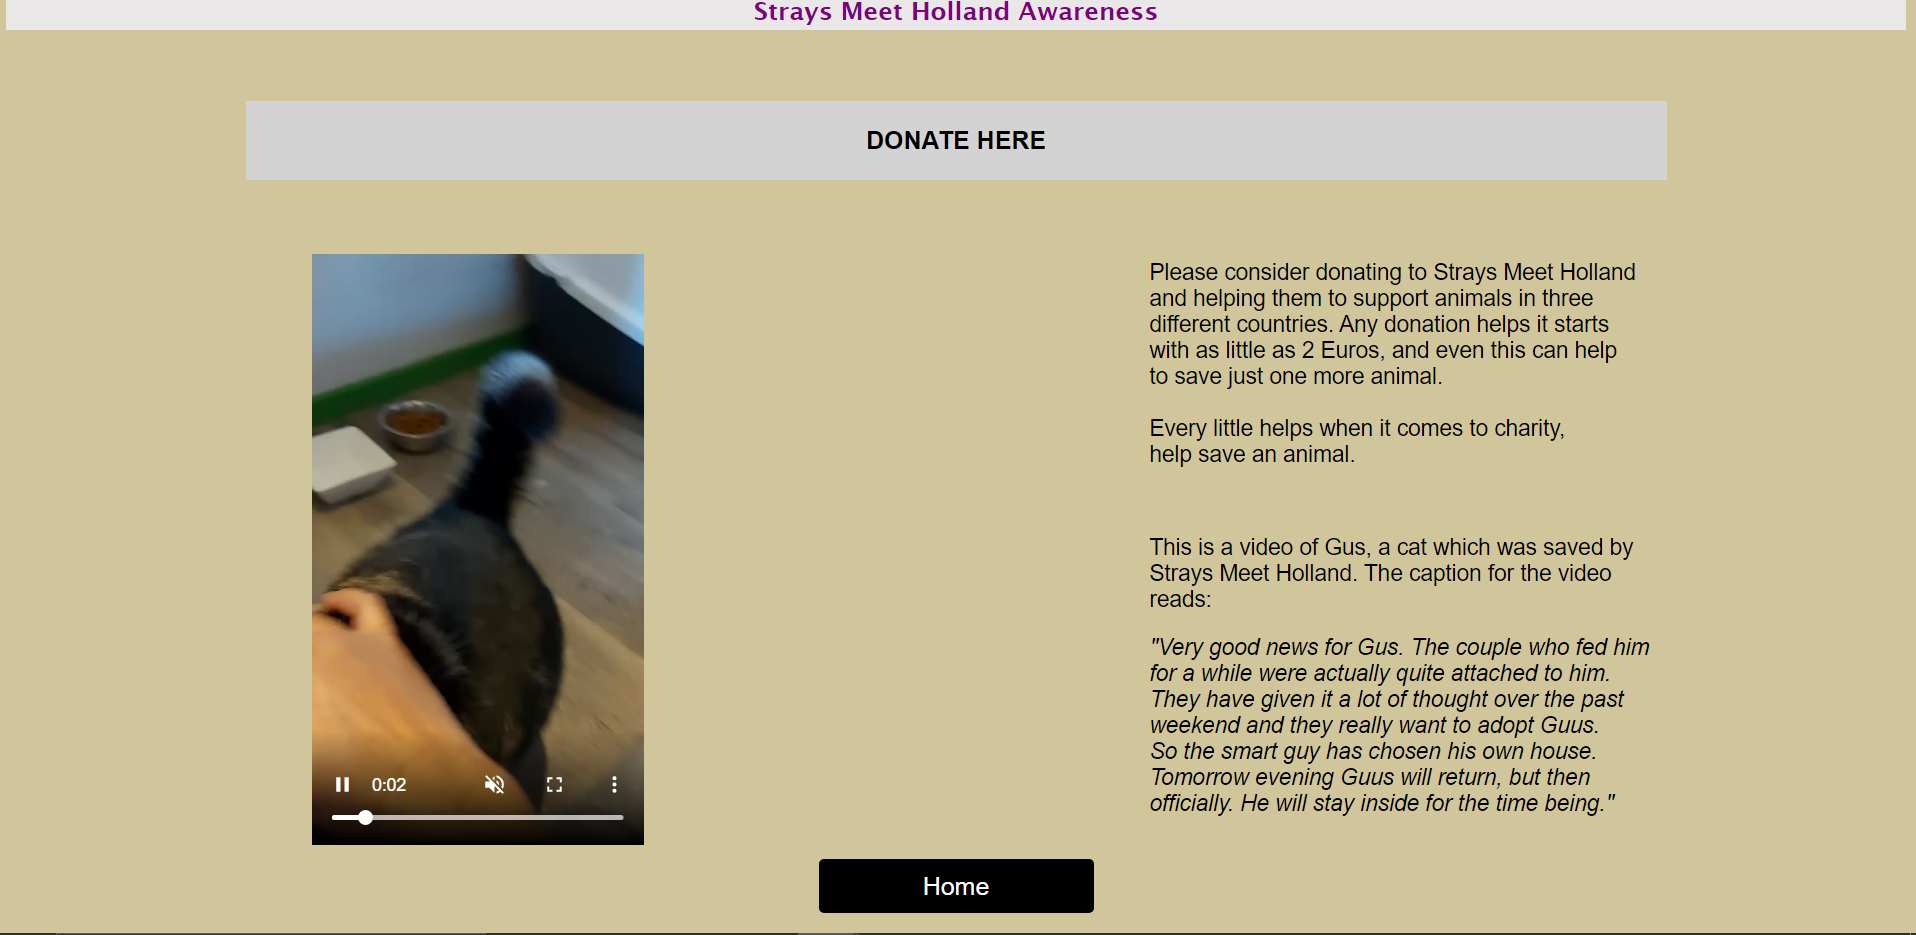 Strays Meet Holland Awareness
DONATE HERE
Please consider donating to Strays Meet Holland
and helping them to support animals in three
different countries. Any donation helps it starts
with as little as 2 Euros, and even this can help
to save just one more animal.
Every little helps when it comes to charity,
help save an animal.
This is a video of Gus, a cat which was saved by
Strays Meet Holland. The caption for the video
reads:
"Very good news for Gus. The couple who fed him
for a while were actually quite attached to him.
They have given it a lot of thought over the past
weekend and they really want to adopt Guus.
So the smart guy has chosen his own house.
Tomorrow evening Guus will return, but then
officially. He will stay inside for the time being."
0:02
Home